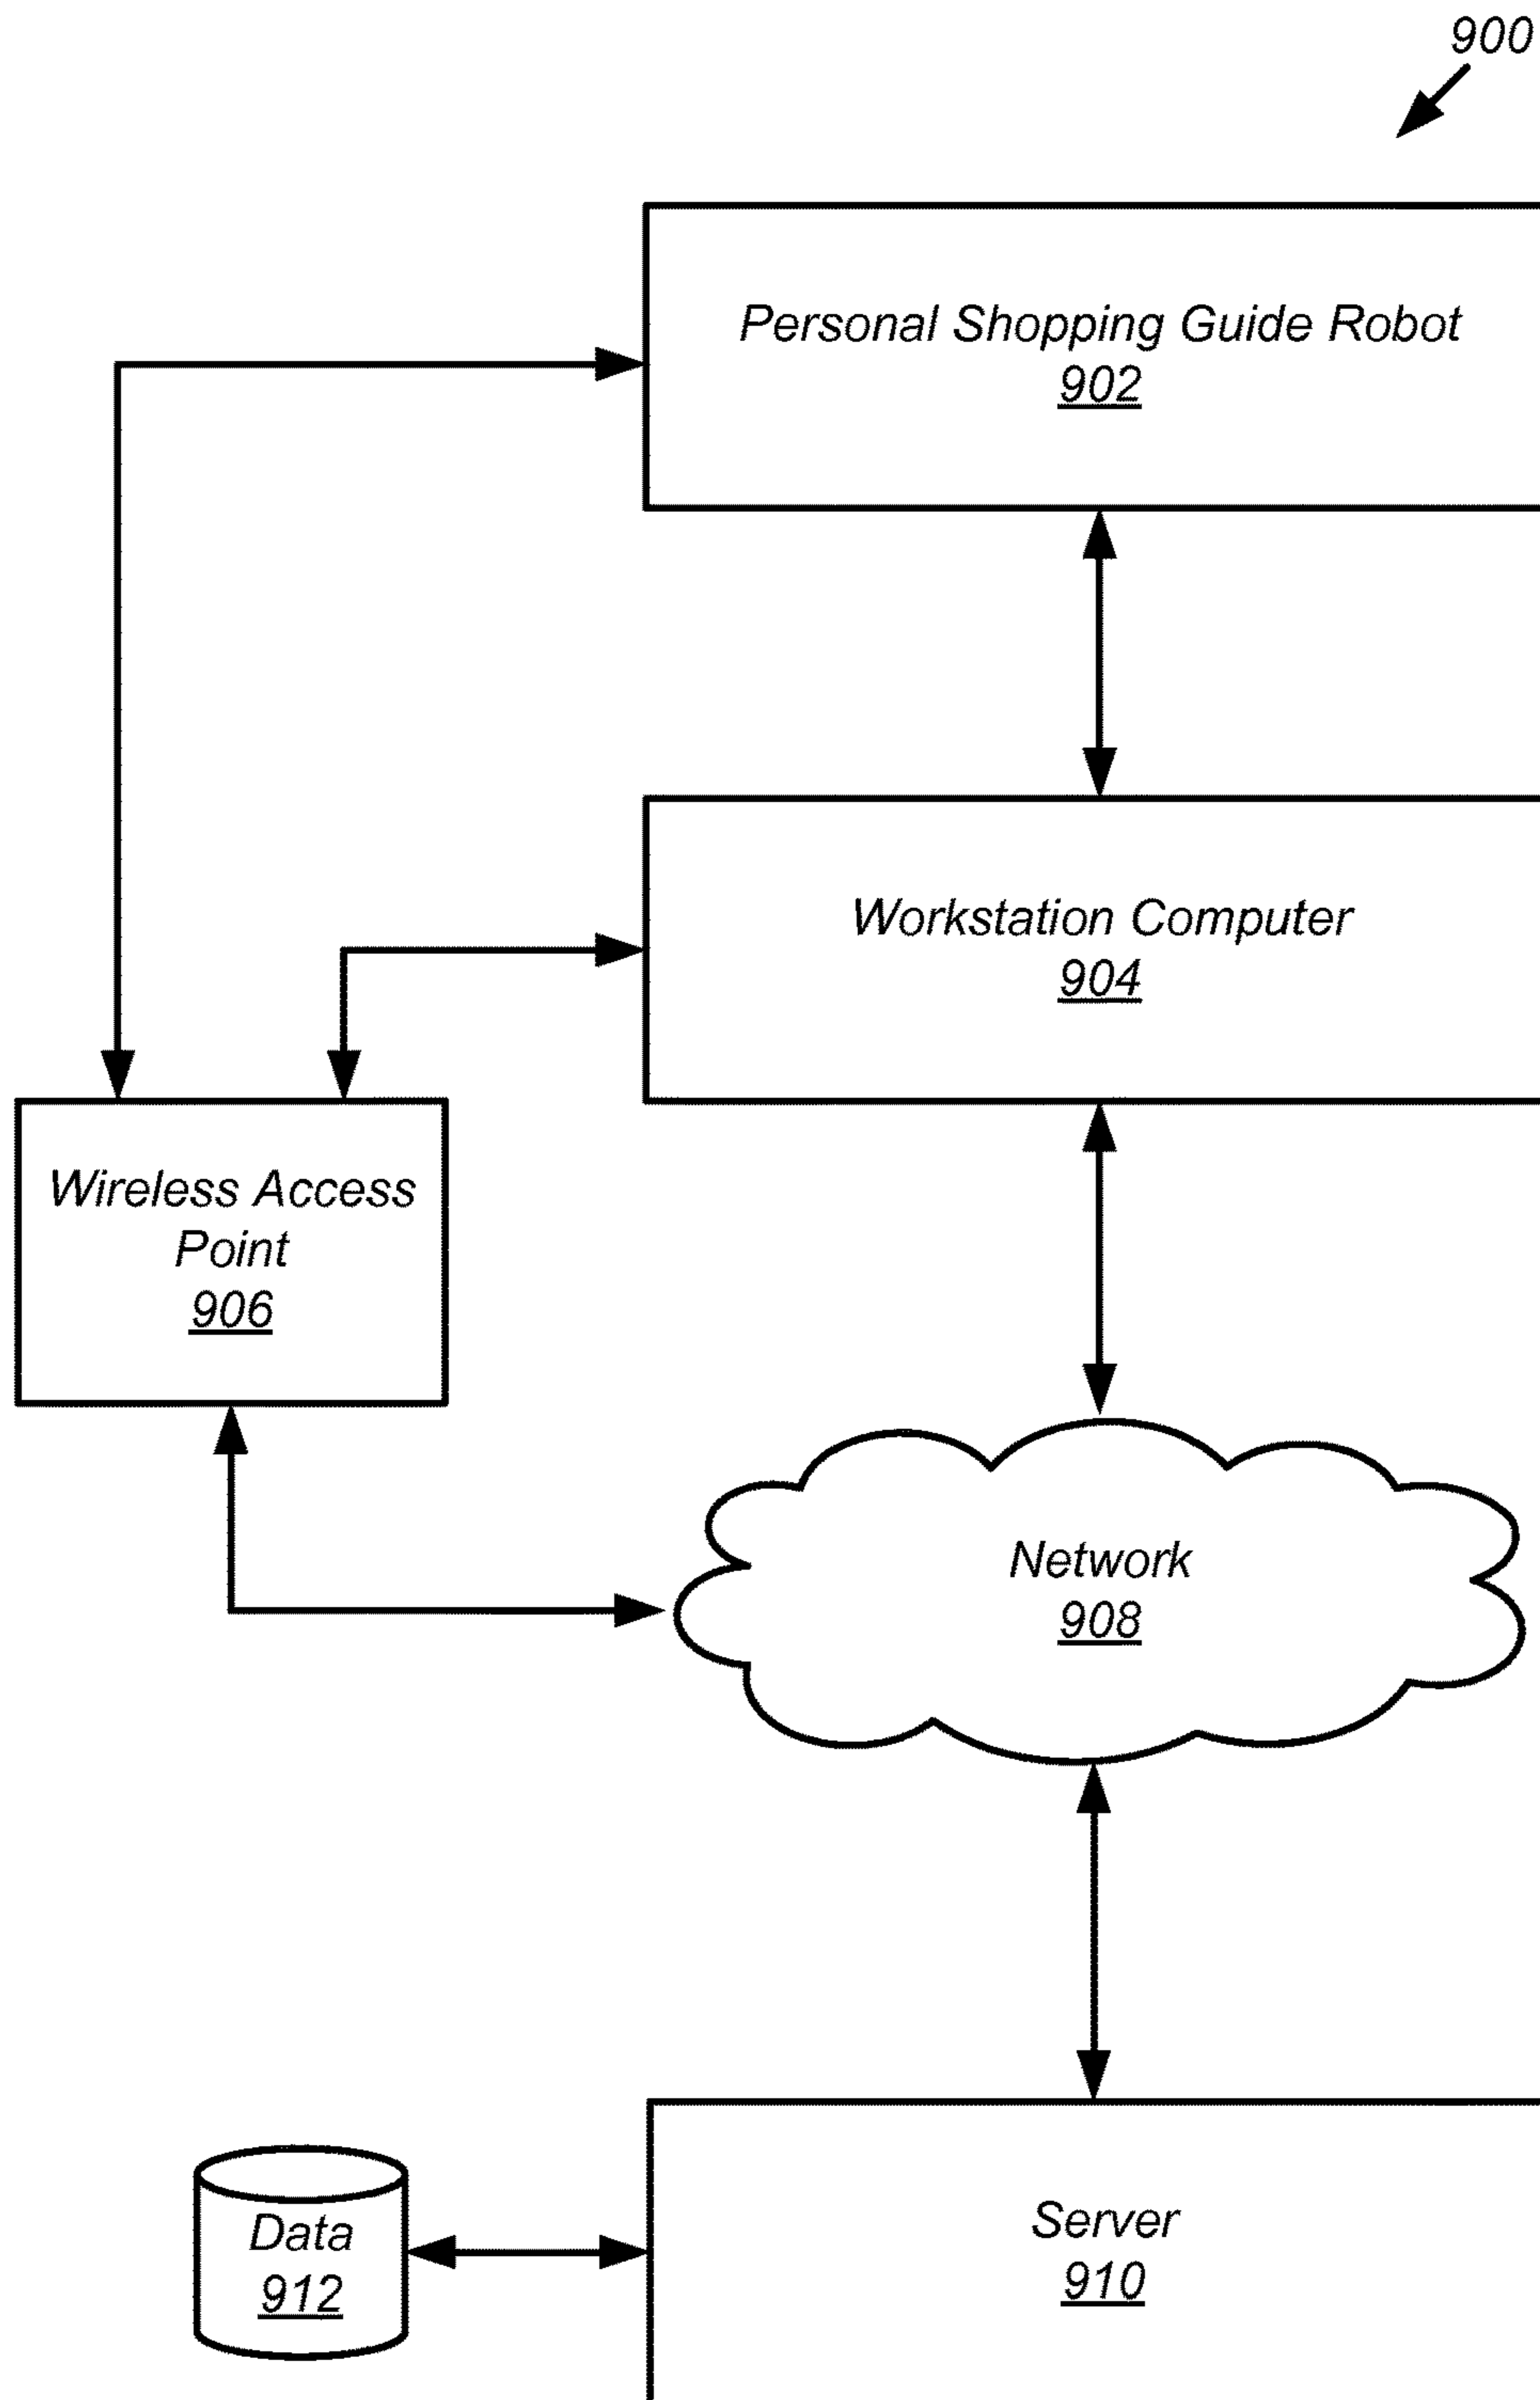 900
Personal Shopping Guide Robot
902
Workstation Computer
904
Wireless Access
Point
906
Network
908
Server
910
Data
912